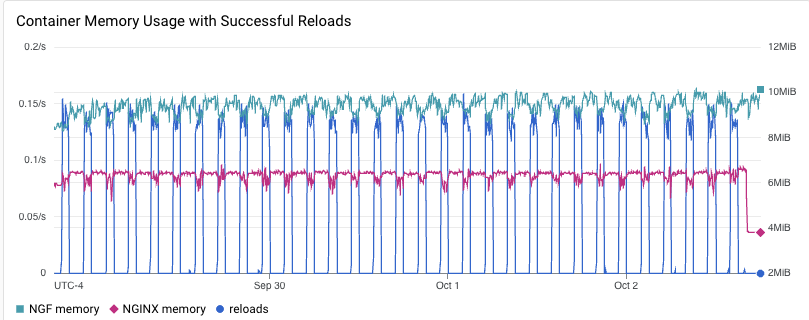 Container Memory Usage with Successful Reloads
0.2/s 12MiB
0.15/s 10MiB
8MiB
0.1/s
6MiB
0.05/s 4MiB
0 2MiB
UTC-4 Sep 30 Oct 1 Oct 2
NGF memory NGINX memory reloads